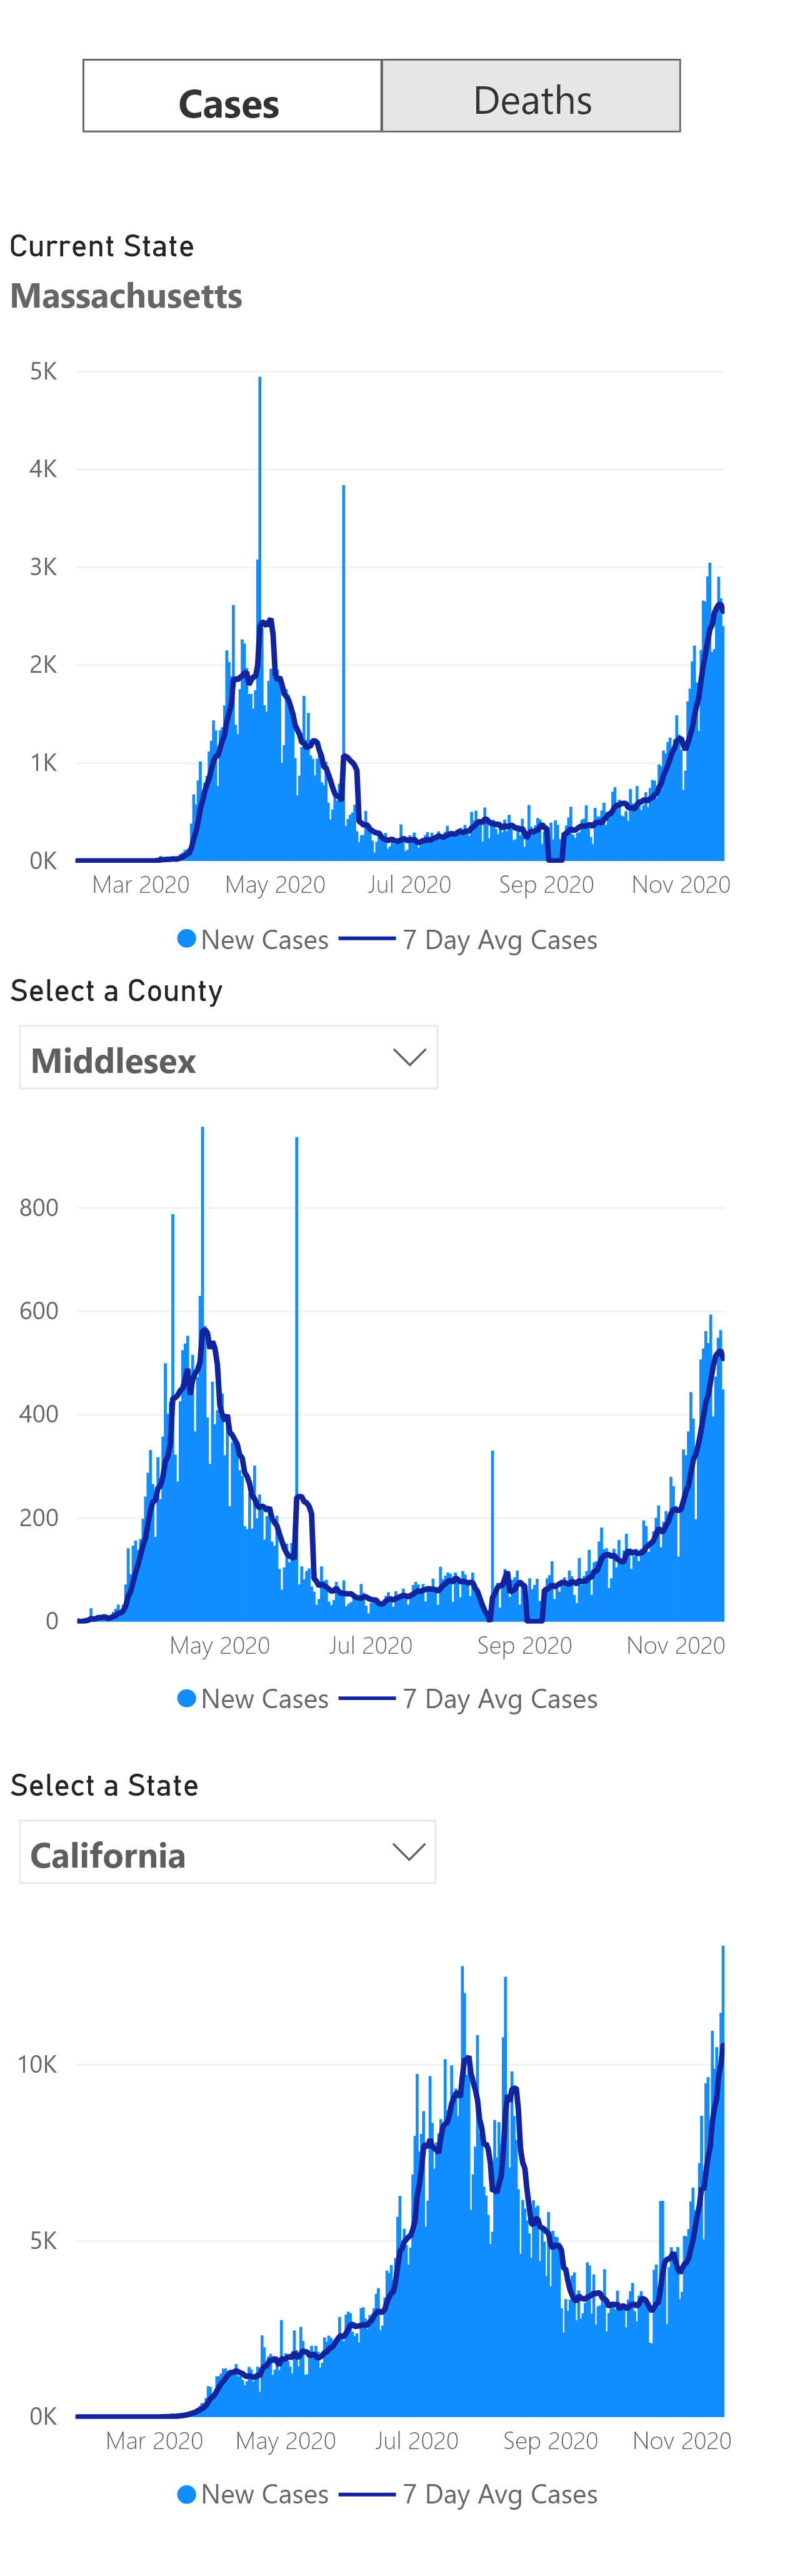 Cases Deaths
Current State
Massachusetts
5K
4K
3K
2K
1K
0K
Mar 2020 May 2020 Jul 2020 Sep 2020 Nov 2020
New Cases 7 Day Avg Cases
Select a County
Middlesex
800
600
400
200
0
May 2020 Jul 2020 Sep 2020 Nov 2020
New Cases 7 Day Avg Cases
Select a State
California
10K
5K
0K
Mar 2020 May 2020 Jul 2020 Sep 2020 Nov 2020
New Cases 7 Day Avg Cases